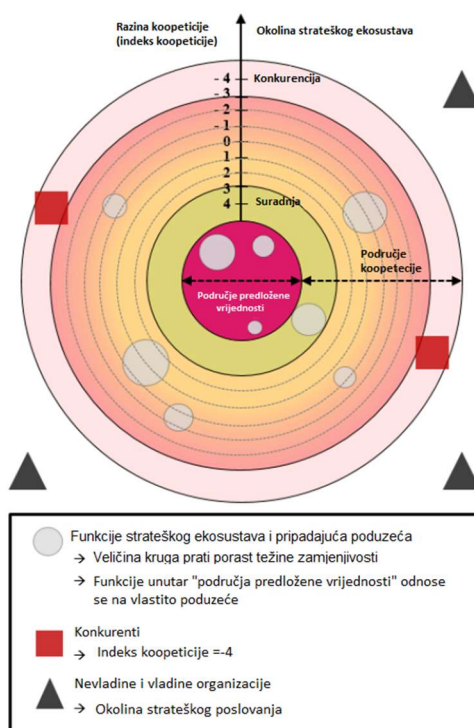 Razina koopeticije
(indeks koopeticije)
Okolina strateškog ekosustava
- 4
Konkurencija
- 3
- 2
- 1
0
1
2
3
Suradnja
4
Područje
koopetecije
Područje predložene
vrijednosti
Funkcije strateškog ekosustava i pripadajuća poduzeća
→ Veličina kruga prati porast težine zamjenjivosti
→ Funkcije unutar "područja predložene vrijednosti" odnose
se na vlastito poduzeće
Konkurenti
→ Indeks koopeticije =-4
Nevladine i vladine organizacije
→ Okolina strateškog poslovanja